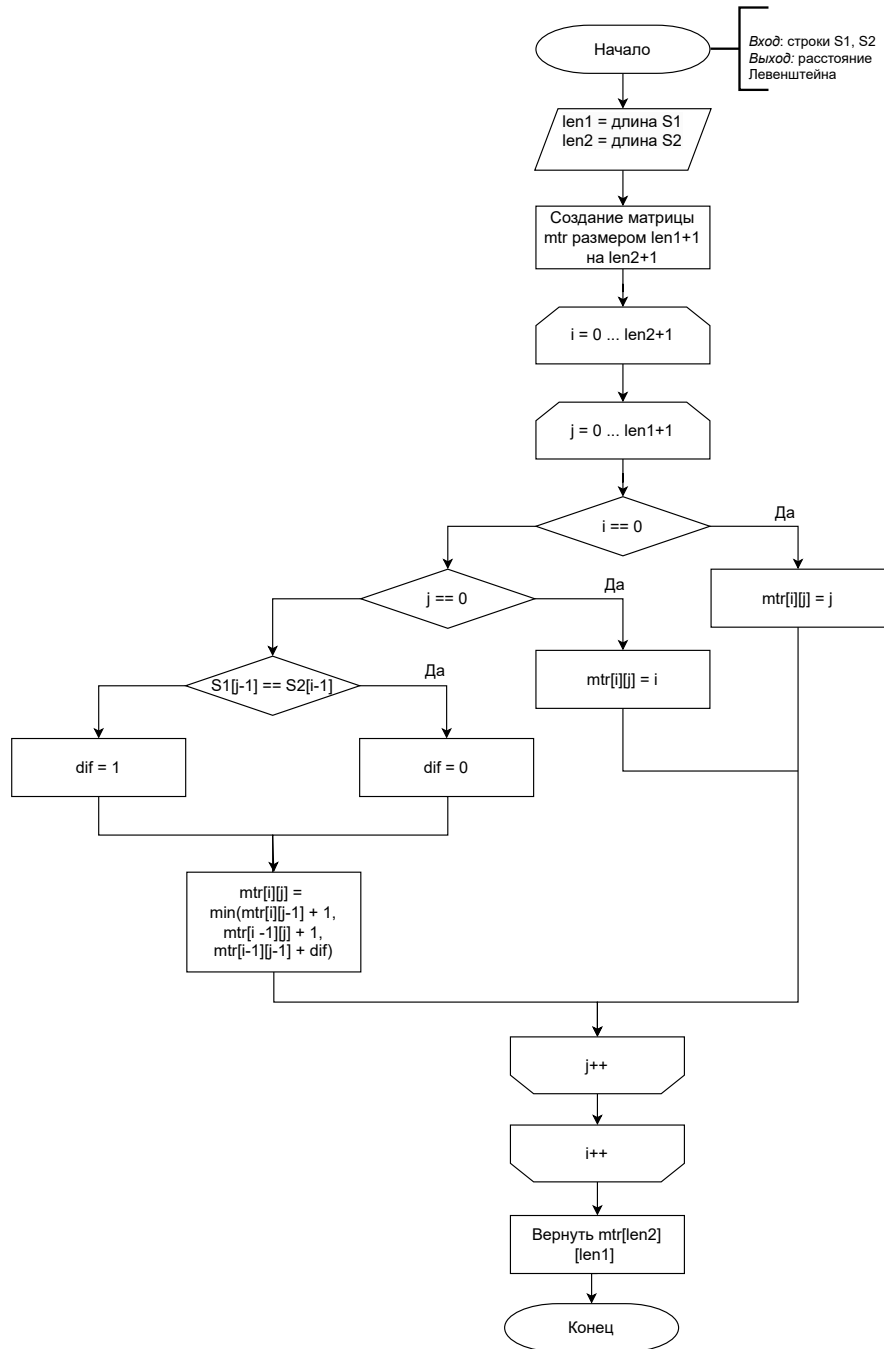 Начало
Вход: строки S1, S2
Выход: расстояние
Левенштейна
len1 = длина S1
len2 = длина S2
Создание матрицы
mtr размером len1+1
на len2+1
i = 0 ... len2+1
j = 0 ... len1+1
i == 0
Да
j == 0
Да
mtr[i][j] = j
S1[j-1] == S2[i-1]
Да
mtr[i][j] = i
dif = 1
dif = 0
mtr[i][j] =
min(mtr[i][j-1] + 1,
mtr[i -1][j] + 1,
mtr[i-1][j-1] + dif)
j++
i++
Вернуть mtr[len2]
[len1]
Конец